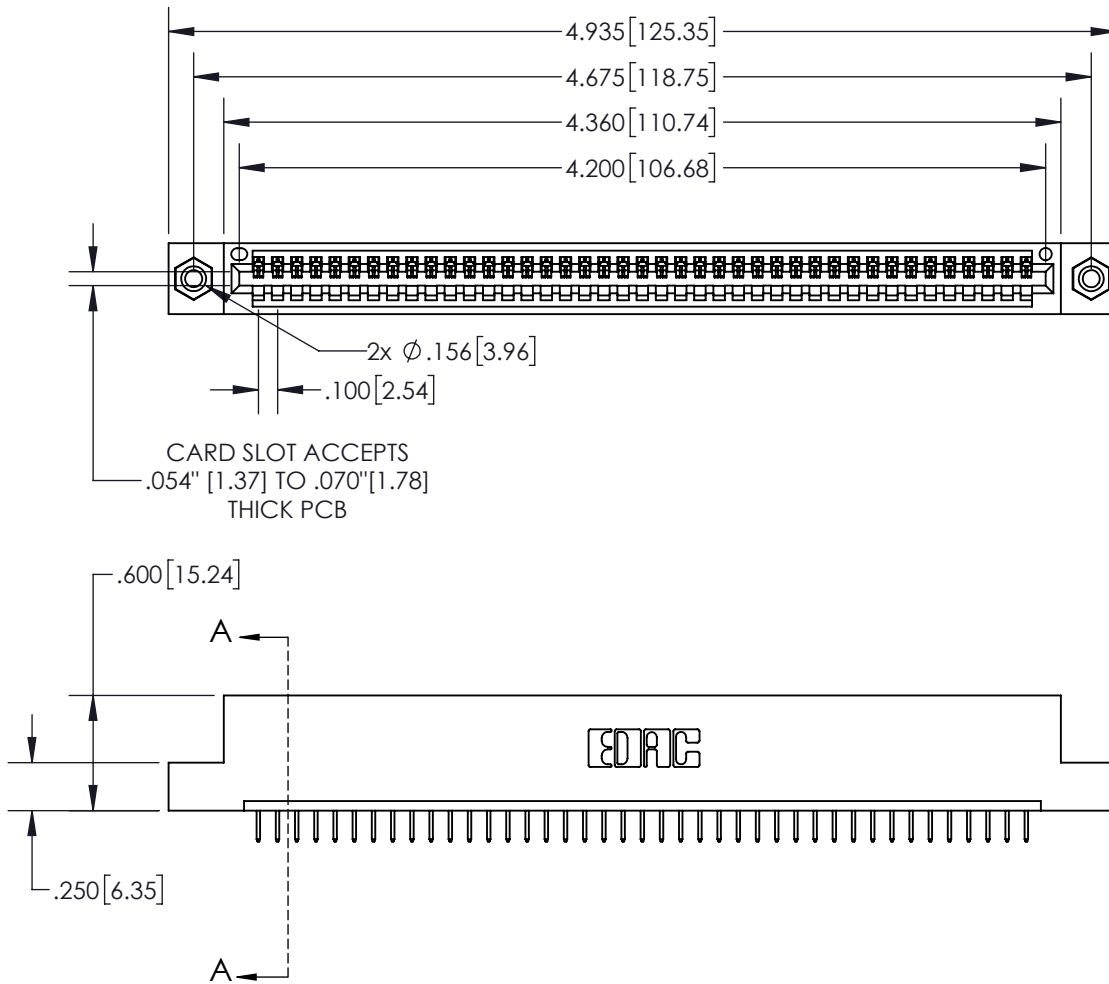 4.935[125.35]
4.675[118.75]
4.360[110.74]
4.200[106.68]
2x Ø.156[3.96]
.100[2.54]
CARD SLOT ACCEPTS
.054" [1.37] TO .070"[1.78]
THICK PCB
.600[15.24]
A
EDAC
.250[6.35]
A